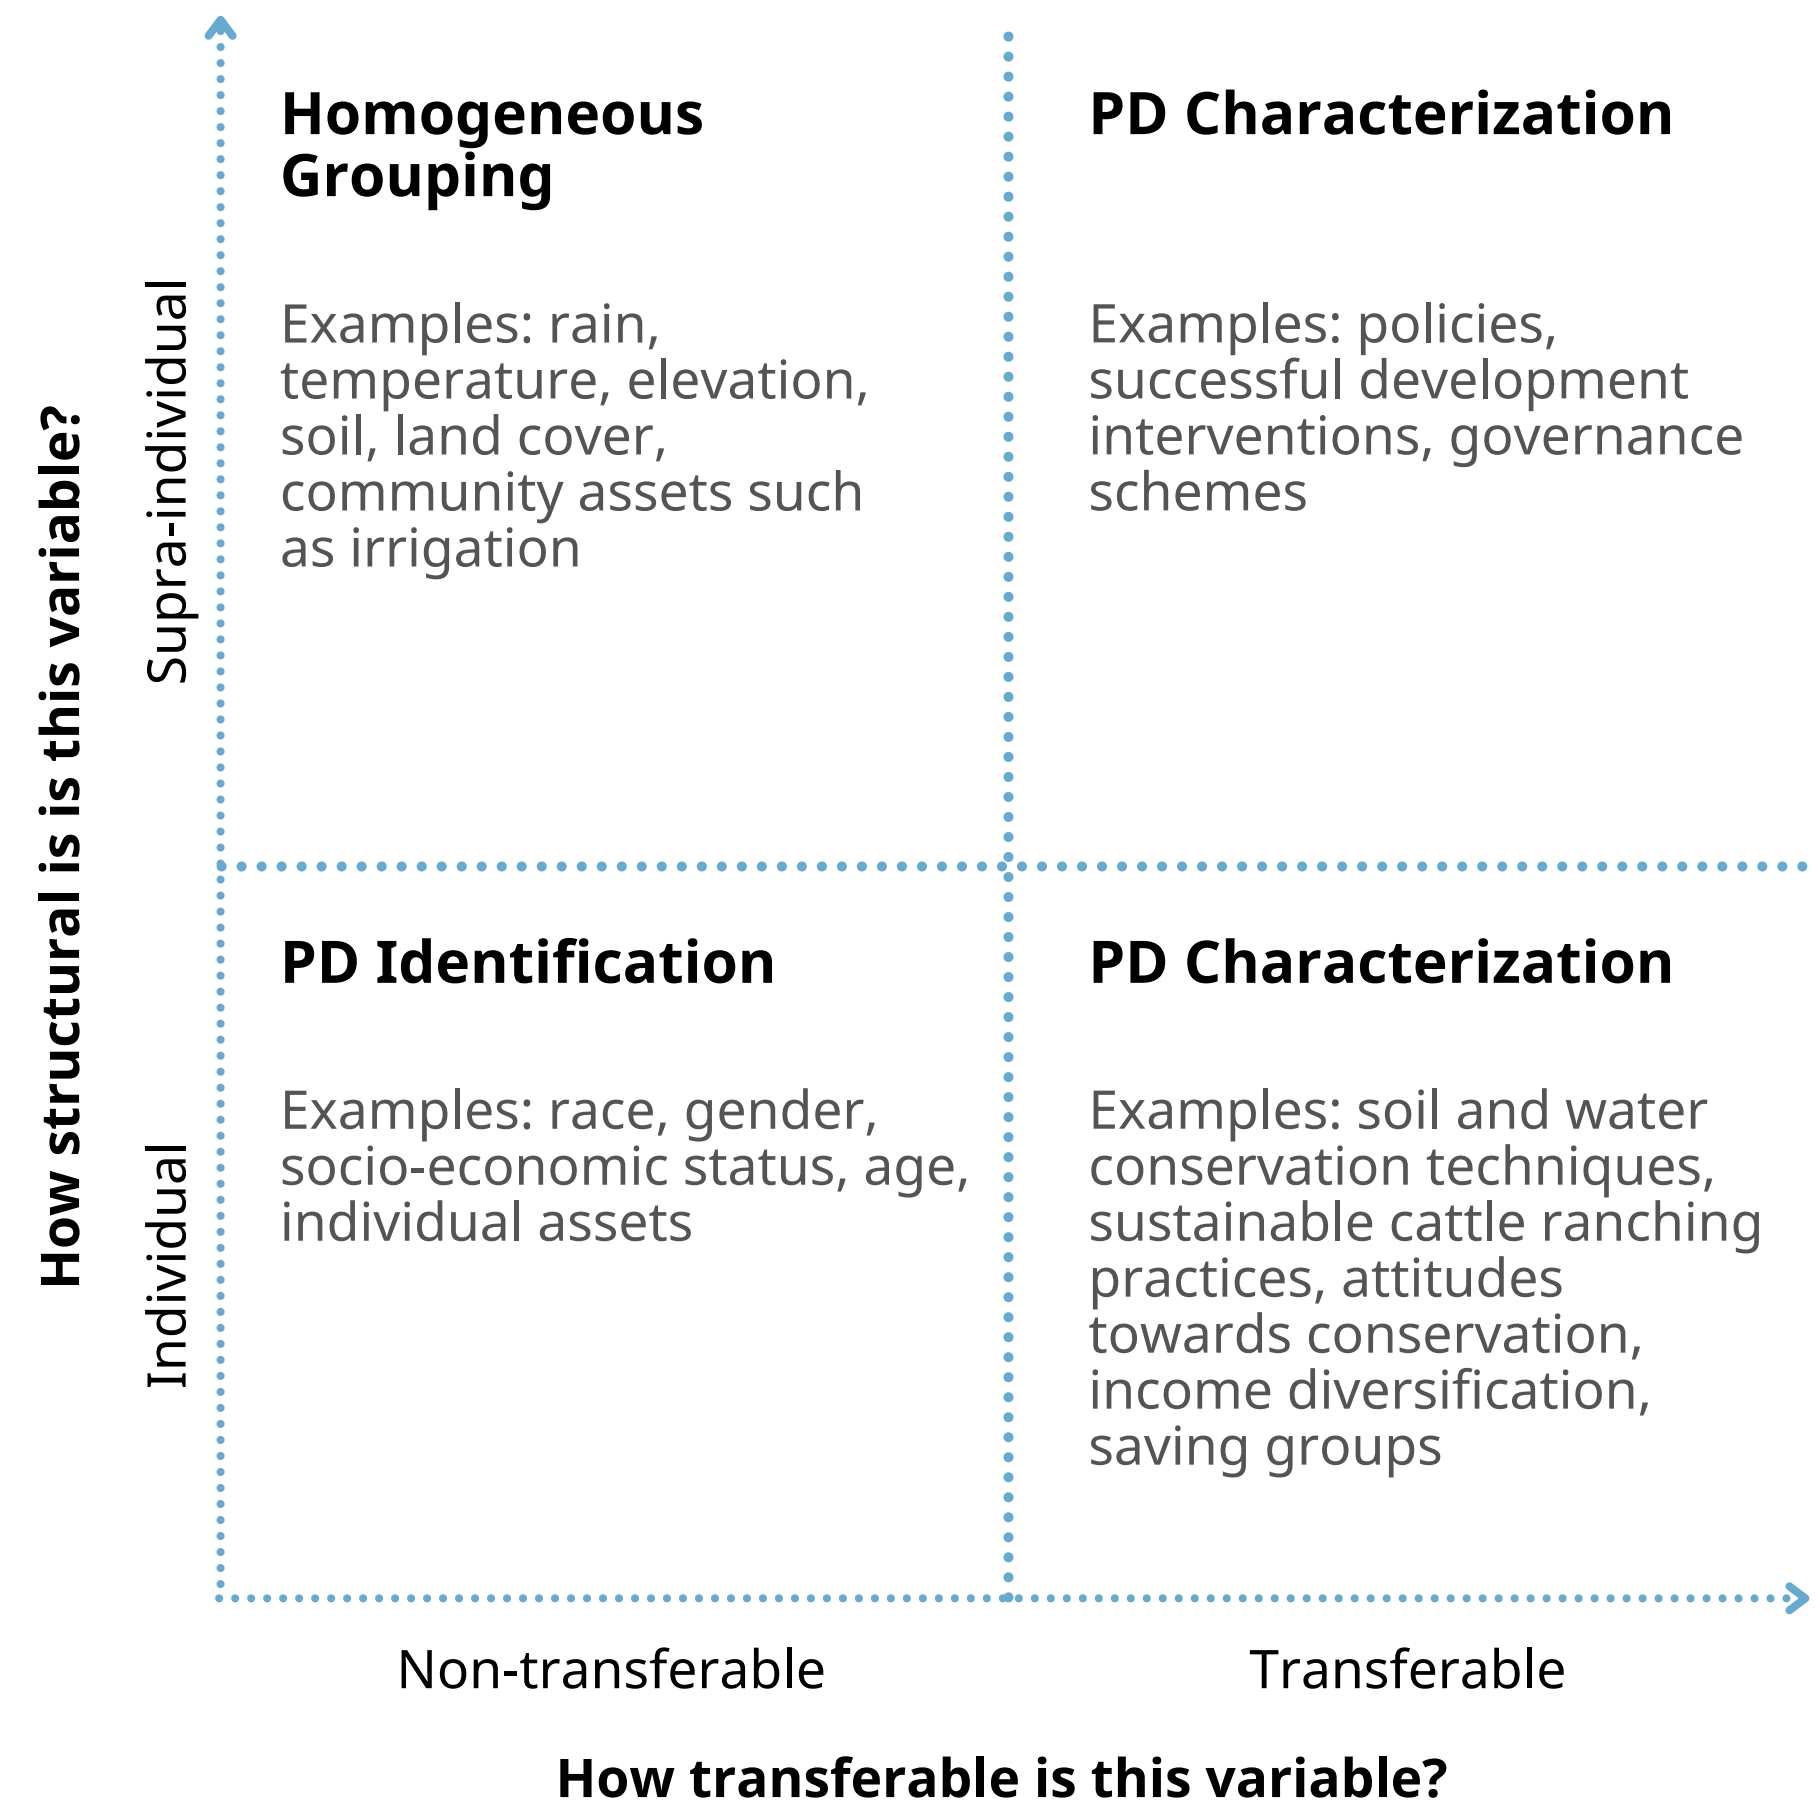 How structural is is this variable?
Supra-individual
Homogeneous
Grouping
Examples: rain,
temperature, elevation,
soil, land cover,
community assets such
as irrigation
PD Characterization
Examples: policies,
successful development
interventions, governance
schemes
Individual
PD Identification
Examples: race, gender,
socio-economic status, age,
individual assets
PD Characterization
Examples: soil and water
conservation techniques,
sustainable cattle ranching
practices, attitudes
towards conservation,
income diversification,
saving groups
Non-transferable
Transferable
How transferable is this variable?